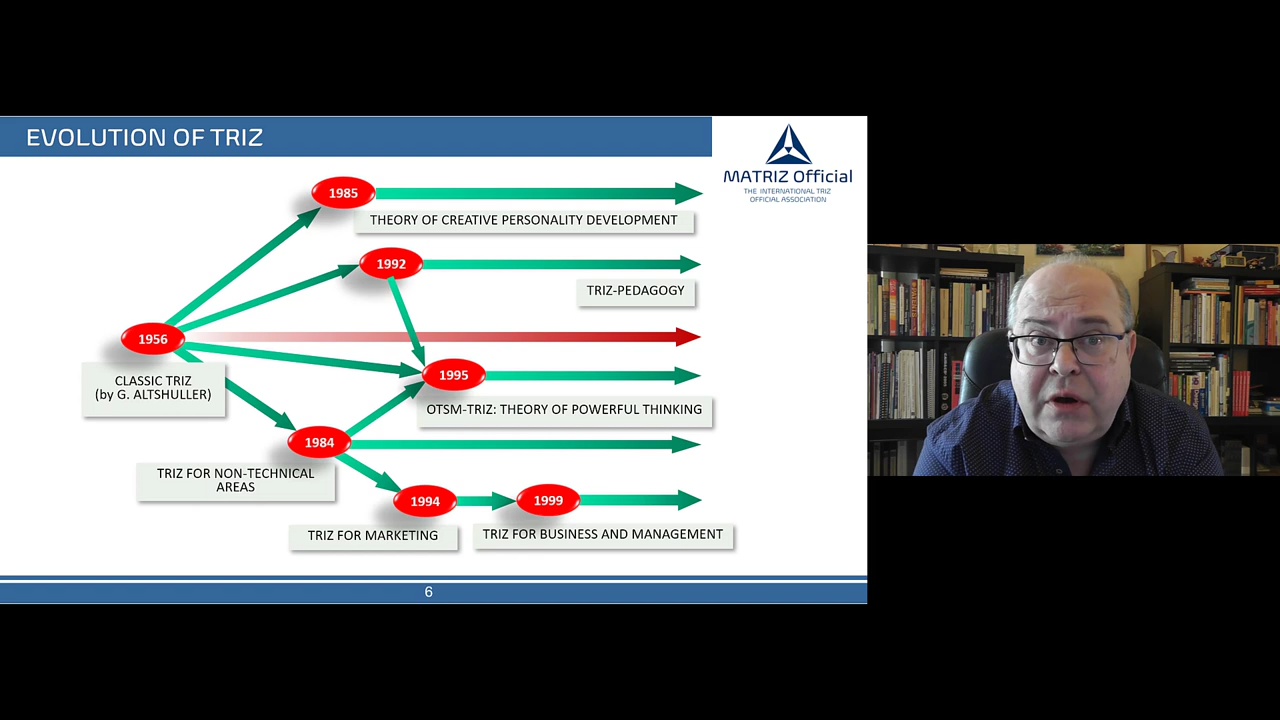 EVOLUTION OF TRIZ
MATRIZ Official
THE INTERNATIONAL TRIZ
OFFICIAL ASSOCIATION
1985
THEORY OF CREATIVE PERSONALITY DEVELOPMENT
1992
TRIZ-PEDAGOGY
1956
CLASSIC TRIZ
(by G. ALTSHULLER)
1995
OTSM-TRIZ: THEORY OF POWERFUL THINKING
1984
TRIZ FOR NON-TECHNICAL
AREAS
1994
TRIZ FOR MARKETING
1999
TRIZ FOR BUSINESS AND MANAGEMENT
6